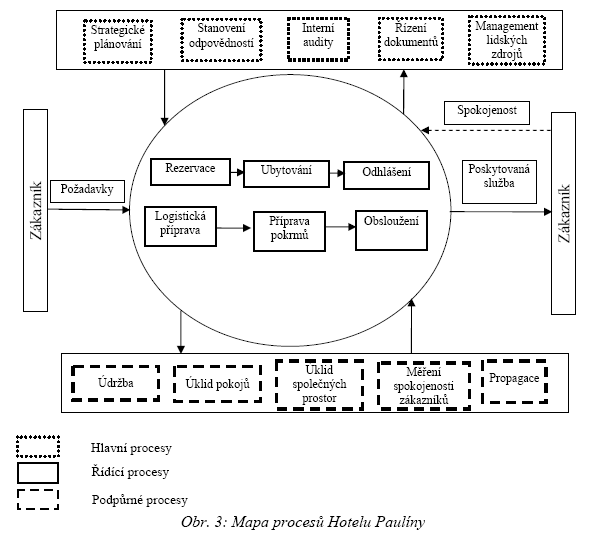 Strategické
plánování
Stanovení
odpovědností
Interní
audity
Řízení
dokumentů
Management
lidských
zdrojů
Spokojenost
Zákazník
Požadavky
Rezervace
Ubytování
Odhlášení
Logistická
příprava
Příprava
pokrmů
Obsloužení
Poskytovaná
služba
Zákazník
Údržba
Úklid pokojů
Úklid
společných
prostor
Měření
spokojenosti
zákazníků
Propagace
Hlavní procesy
Řídící procesy
Podpůrné procesy
Obr. 3: Mapa procesů Hotelu Paulíny